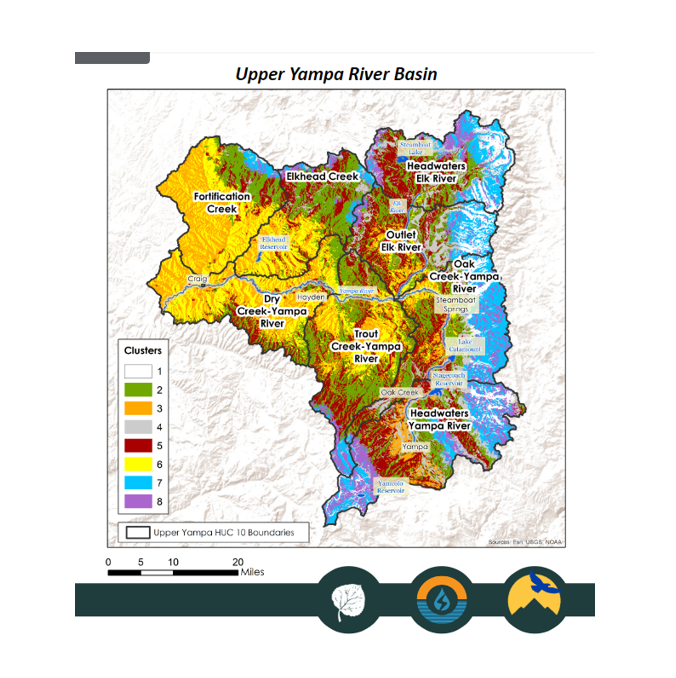 Upper Yampa River Basin
Steamboat
Lake
Headwaters
Elk River
Elkhead Creek
Fortification
Creek
Elk
River
Outlet
Elk River
Elkhead
Reservoir
Oak
Creek-Yampa
River
Craig
Yampa River
Hayden
Dry
Creek-Yampa
River
Steamboat
Springs
Trout
Creek-Yampa
River
Lake
Catamount
Stagecoach
Reservoir
Oak Creek
Headwaters
Yampa River
Yampa
Yamcolo
Reservoir
Clusters
1
2
3
4
5
6
7
8
Upper Yampa HUC 10 Boundaries
Sources: Esri, USGS, NOAA
0 5 10 20
Miles